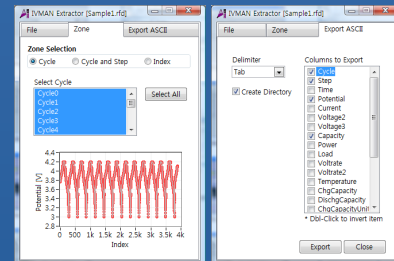 IVMAN Extractor [Sample1.rfd]
File
Zone
Export ASCII
Zone Selection
Cycle
Cycle and Step
Index
Select Cycle
Cycle0
Cycle1
Cycle2
Cycle3
Cycle4
Select All
Potential [V]
4.4
4.2
4
3.8
3.6
3.4
3.2
3
2.8
0 500 1k 1.5k 2k 2.5k 3k 3.5k 4k
Index
IVMAN Extractor [Sample1.rfd]
File
Zone
Export ASCII
Delimiter
Tab
Create Directory
Columns to Export
Cycle
Step
Time
Potential
Current
Voltage2
Voltage3
Capacity
Power
Load
Voltrate
Voltrate2
Temperature
ChgCapacity
DischgCapacity
ChgCapacityUnit
* Dbl-Click to invert item
Export
Close